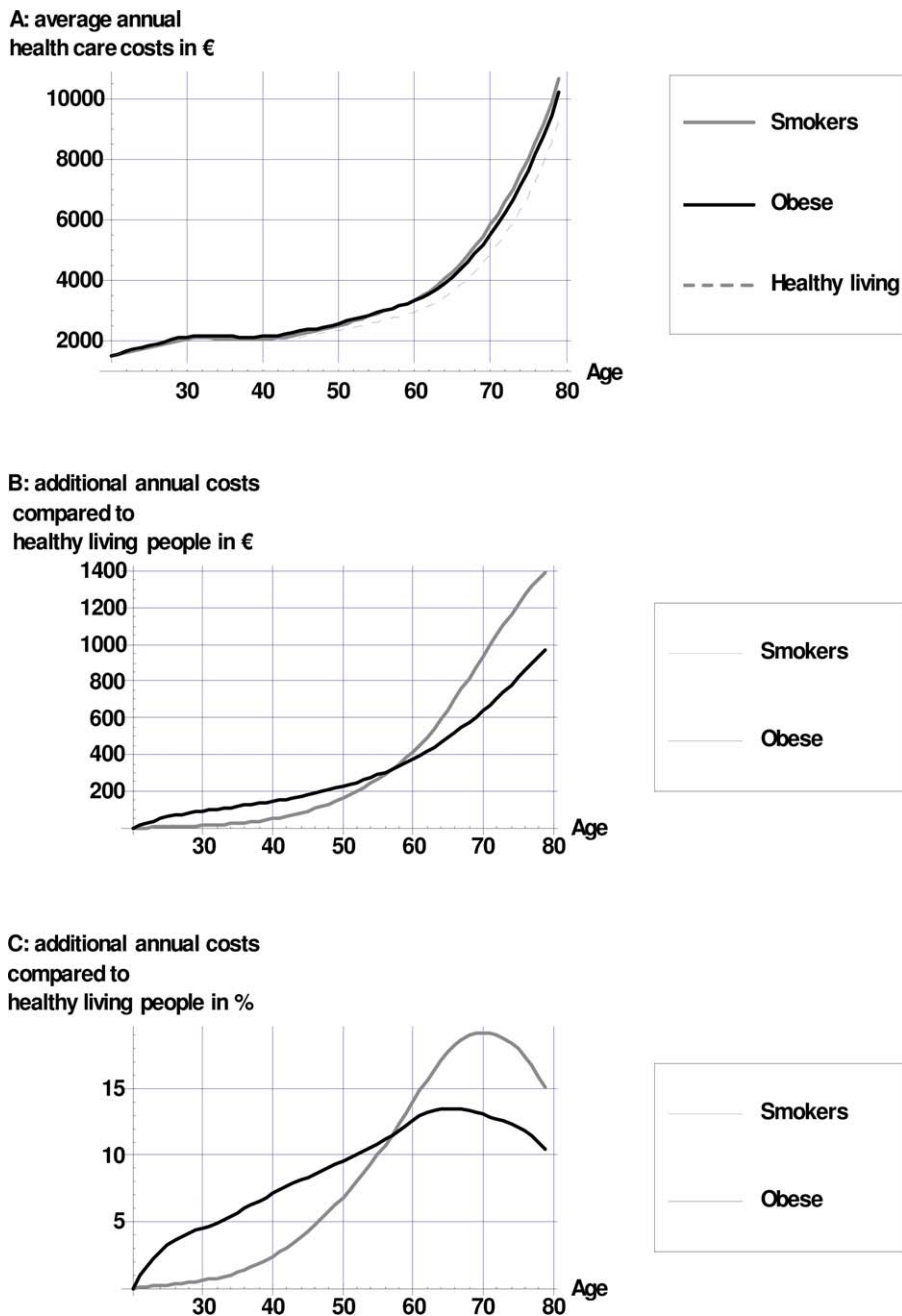 A: average annual
health care costs in €
10000
8000
6000
4000
2000
30 40 50 60 70 80
Age
Smokers
Obese
Healthy living
B: additional annual costs
compared to
healthy living people in €
1400
1200
1000
800
600
400
200
30 40 50 60 70 80
Age
Smokers
Obese
C: additional annual costs
compared to
healthy living people in %
15
10
5
30 40 50 60 70 80
Age
Smokers
Obese